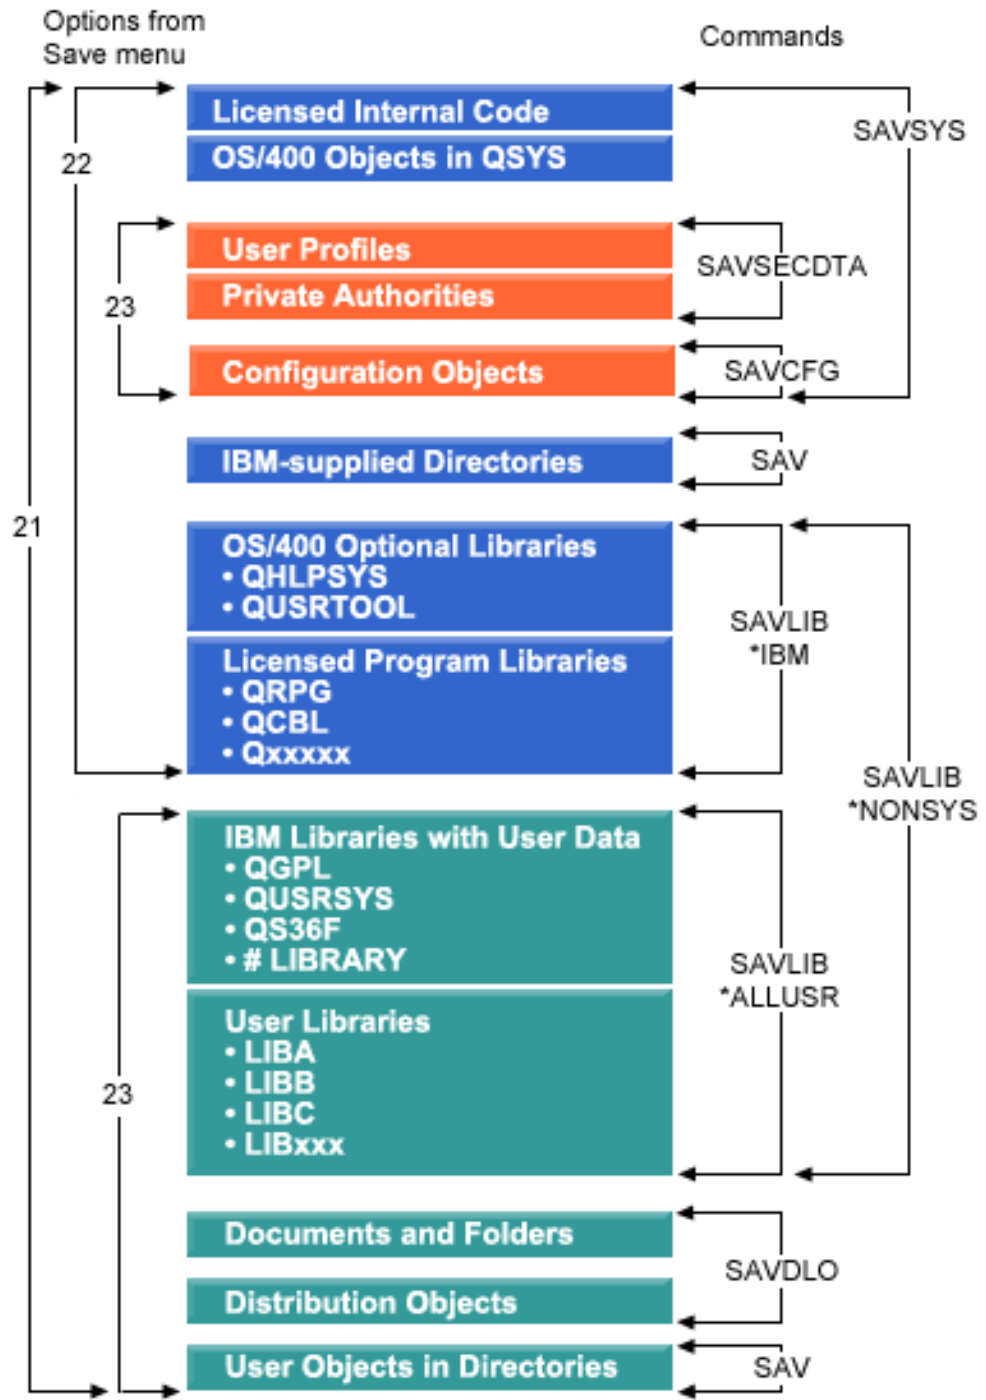 Options from
Save menu
Commands
Licensed Internal Code
SAVSYS
OS/400 Objects in QSYS
22
User Profiles
SAVSECDTA
Private Authorities
23
Configuration Objects
SAVCFG
IBM-supplied Directories
SAV
21
OS/400 Optional Libraries
• QHLPSYS
• QUSRTOOL
SAVLIB
*IBM
Licensed Program Libraries
• QRPG
• QCBL
• Qxxxxx
SAVLIB
*NONSYS
IBM Libraries with User Data
• QGPL
• QUSRSYS
• QS36F
• # LIBRARY
SAVLIB
*ALLUSR
User Libraries
• LIBA
• LIBB
• LIBC
• LIBxxx
23
Documents and Folders
SAVDLO
Distribution Objects
User Objects in Directories
SAV